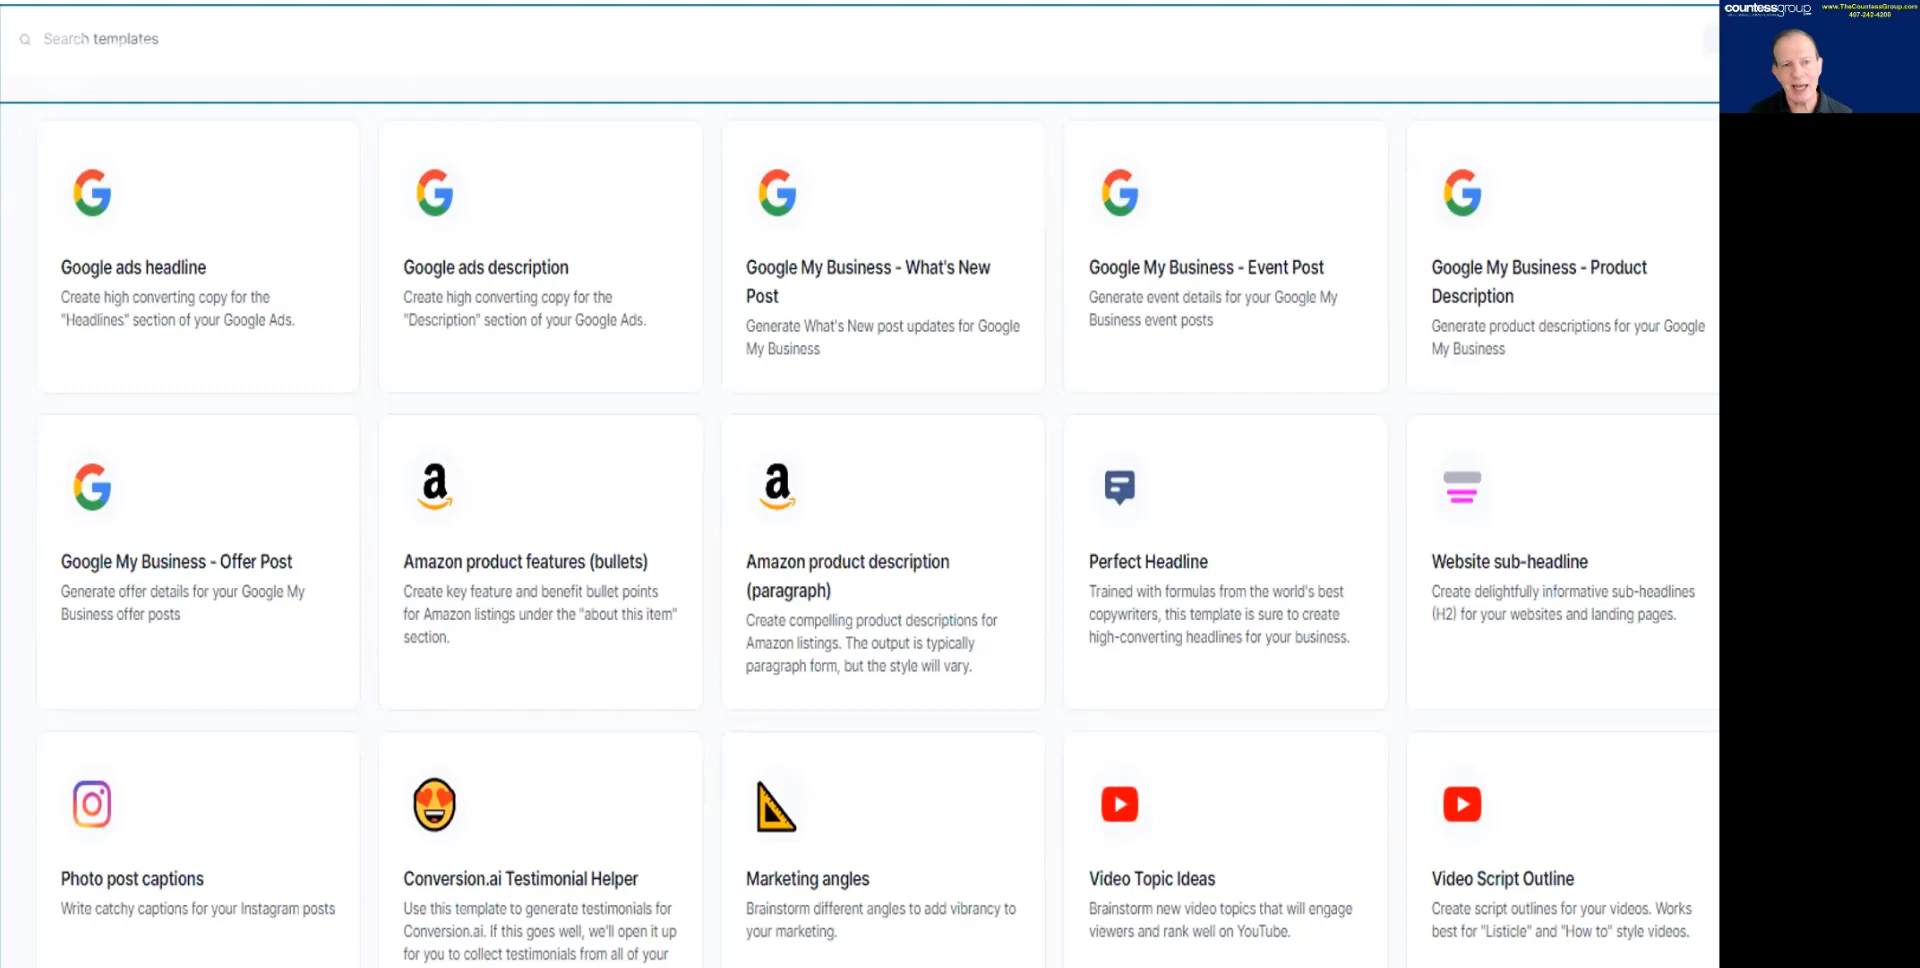 Search templates
countessgroup
www.TheCountessGroup.com
407-242-4200
Google ads headline
Create high converting copy for the
"Headlines" section of your Google Ads.
Google ads description
Create high converting copy for the
"Description" section of your Google Ads.
Google My Business - What's New
Post
Generate What's New post updates for Google
My Business
Google My Business - Event Post
Generate event details for your Google My
Business event posts
Google My Business - Product
Description
Generate product descriptions for your Google
My Business
Google My Business - Offer Post
Generate offer details for your Google My
Business offer posts
Amazon product features (bullets)
Create key feature and benefit bullet points
for Amazon listings under the "about this item"
section.
Amazon product description
(paragraph)
Create compelling product descriptions for
Amazon listings. The output is typically
paragraph form, but the style will vary.
Perfect Headline
Trained with formulas from the world's best
copywriters, this template is sure to create
high-converting headlines for your business.
Website sub-headline
Create delightfully informative sub-headlines
(H2) for your websites and landing pages.
Photo post captions
Write catchy captions for your Instagram posts
Conversion.ai Testimonial Helper
Use this template to generate testimonials for
Conversion.ai. If this goes well, we'll open it up
for you to collect testimonials from all of your
Marketing angles
Brainstorm different angles to add vibrancy to
your marketing.
Video Topic Ideas
Brainstorm new video topics that will engage
viewers and rank well on YouTube.
Video Script Outline
Create script outlines for your videos. Works
best for "Listicle" and "How to" style videos.